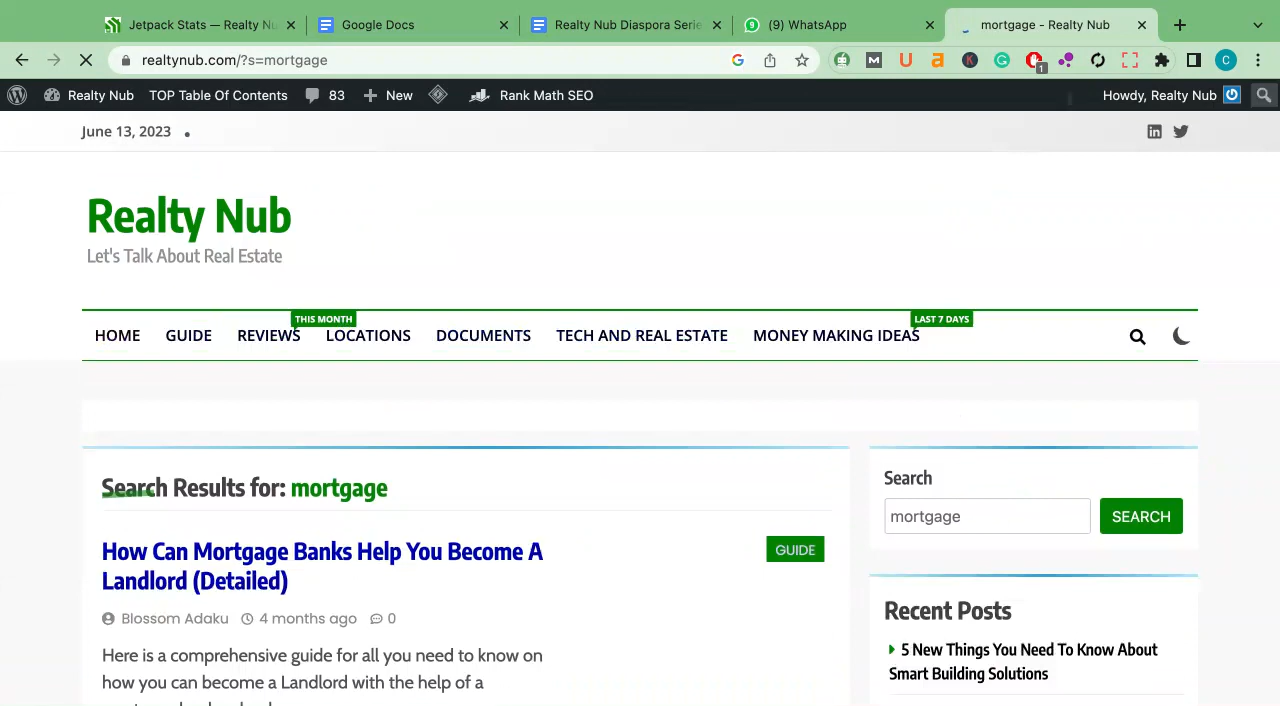 Jetpack Stats — Realty Nu
Google Docs
Realty Nub Diaspora Serie
9
(9) WhatsApp
mortgage - Realty Nub
realtynub.com/?s=mortgage
1
C
Realty Nub
TOP Table Of Contents
83
New
Rank Math SEO
Howdy, Realty Nub
June 13, 2023
Realty Nub
Let's Talk About Real Estate
THIS MONTH
LAST 7 DAYS
HOME GUIDE REVIEWS LOCATIONS DOCUMENTS TECH AND REAL ESTATE MONEY MAKING IDEAS
Search Results for: mortgage
How Can Mortgage Banks Help You Become A
Landlord (Detailed)
GUIDE
Blossom Adaku 4 months ago 0
Here is a comprehensive guide for all you need to know on
how you can become a Landlord with the help of a
Search
mortgage
SEARCH
Recent Posts
5 New Things You Need To Know About
Smart Building Solutions